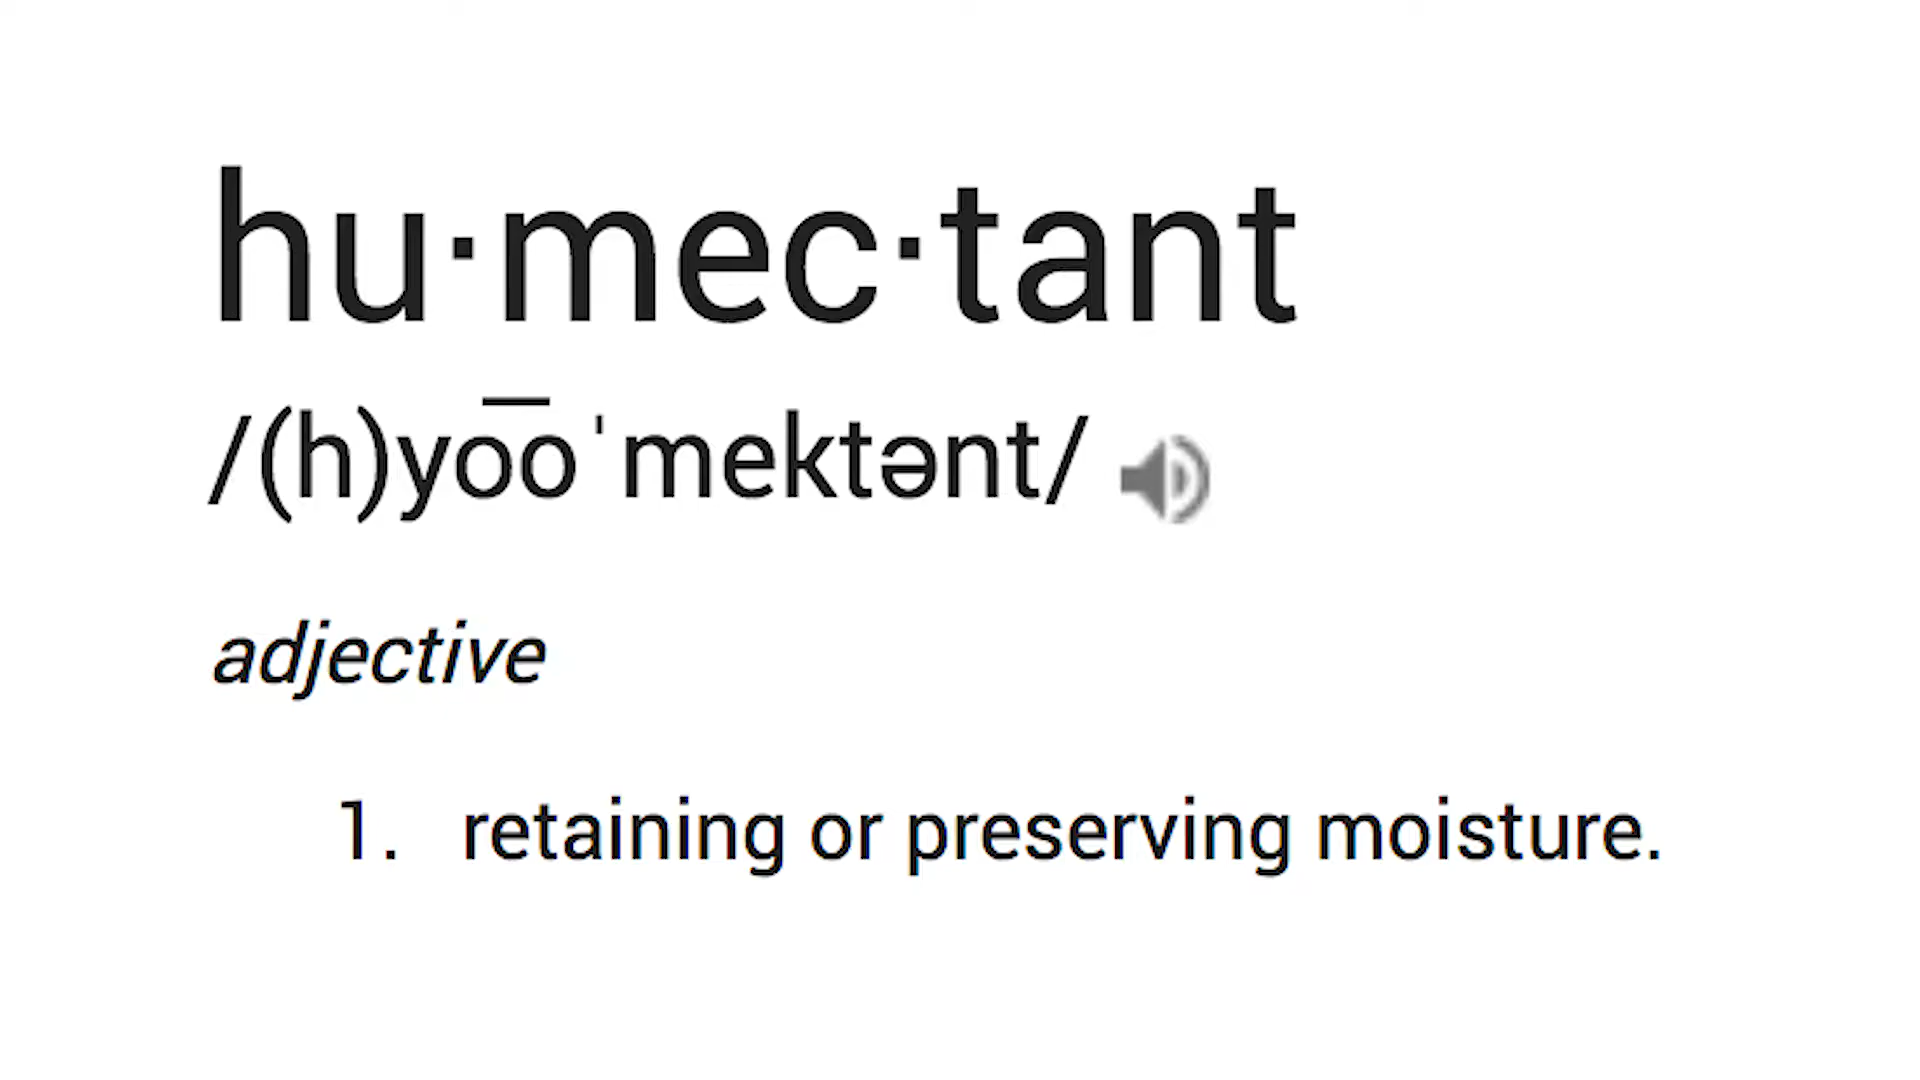 hu·mec·tant
/(h)yo͞oˈmektənt/
adjective
1. retaining or preserving moisture.